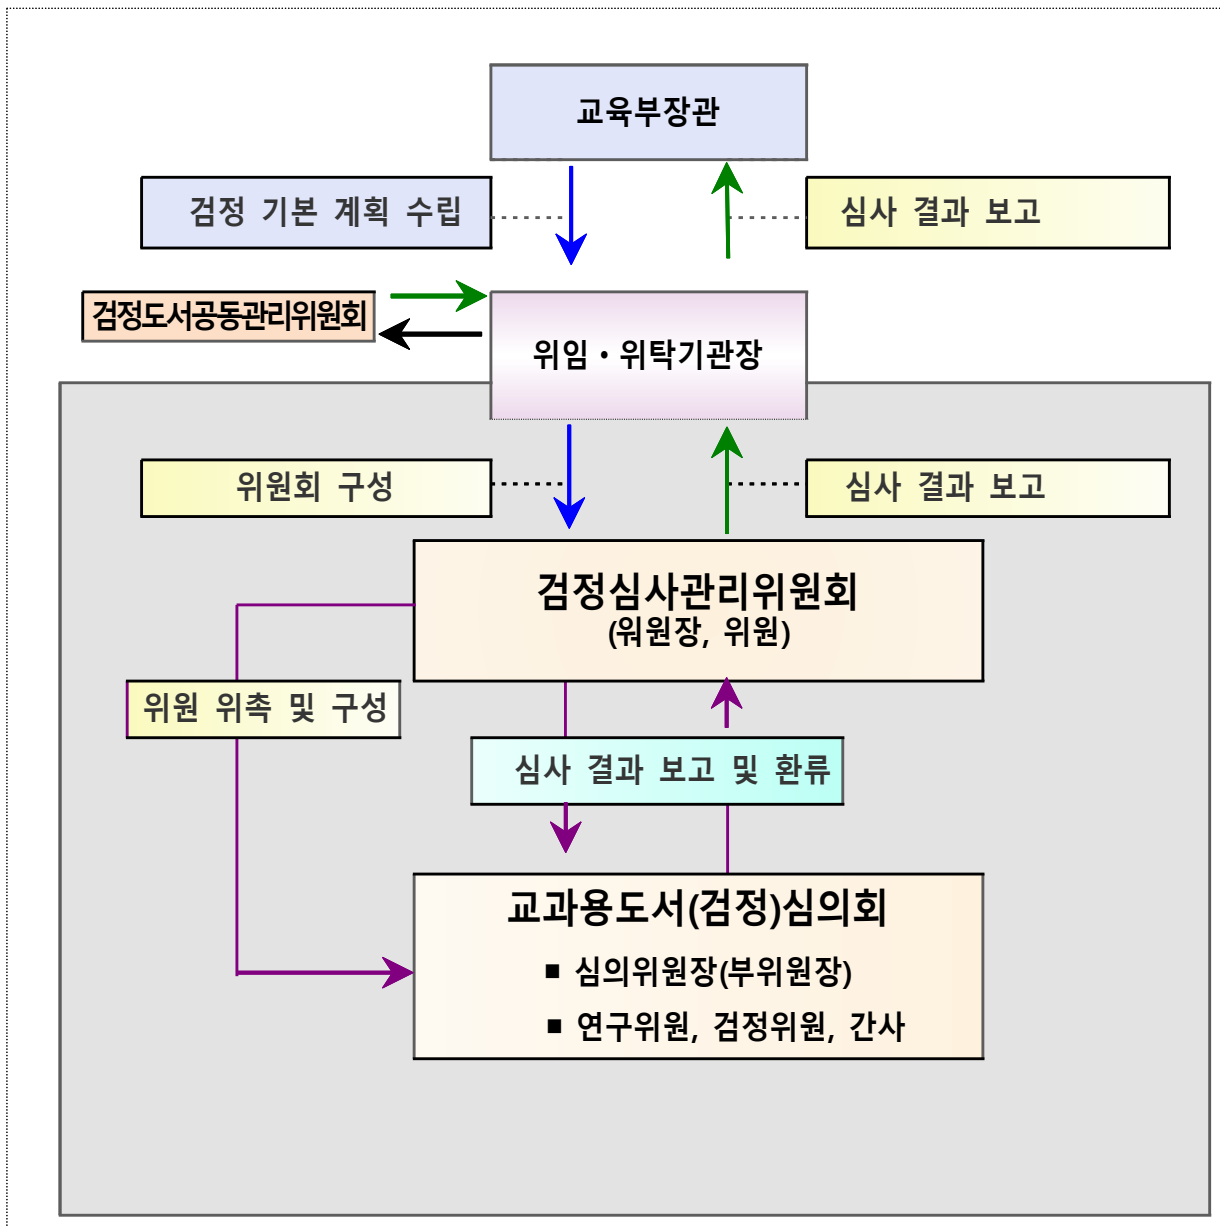 교육부장관
검정 기본 계획 수립
심사 결과 보고
검정도서공동관리위원회
위임・위탁기관장
위원회 구성
심사 결과 보고
검정심사관리위원회
(워원장, 위원)
위원 위촉 및 구성
심사 결과 보고 및 환류
교과용도서(검정)심의회
▪ 심의위원장(부위원장)
▪ 연구위원, 검정위원, 간사